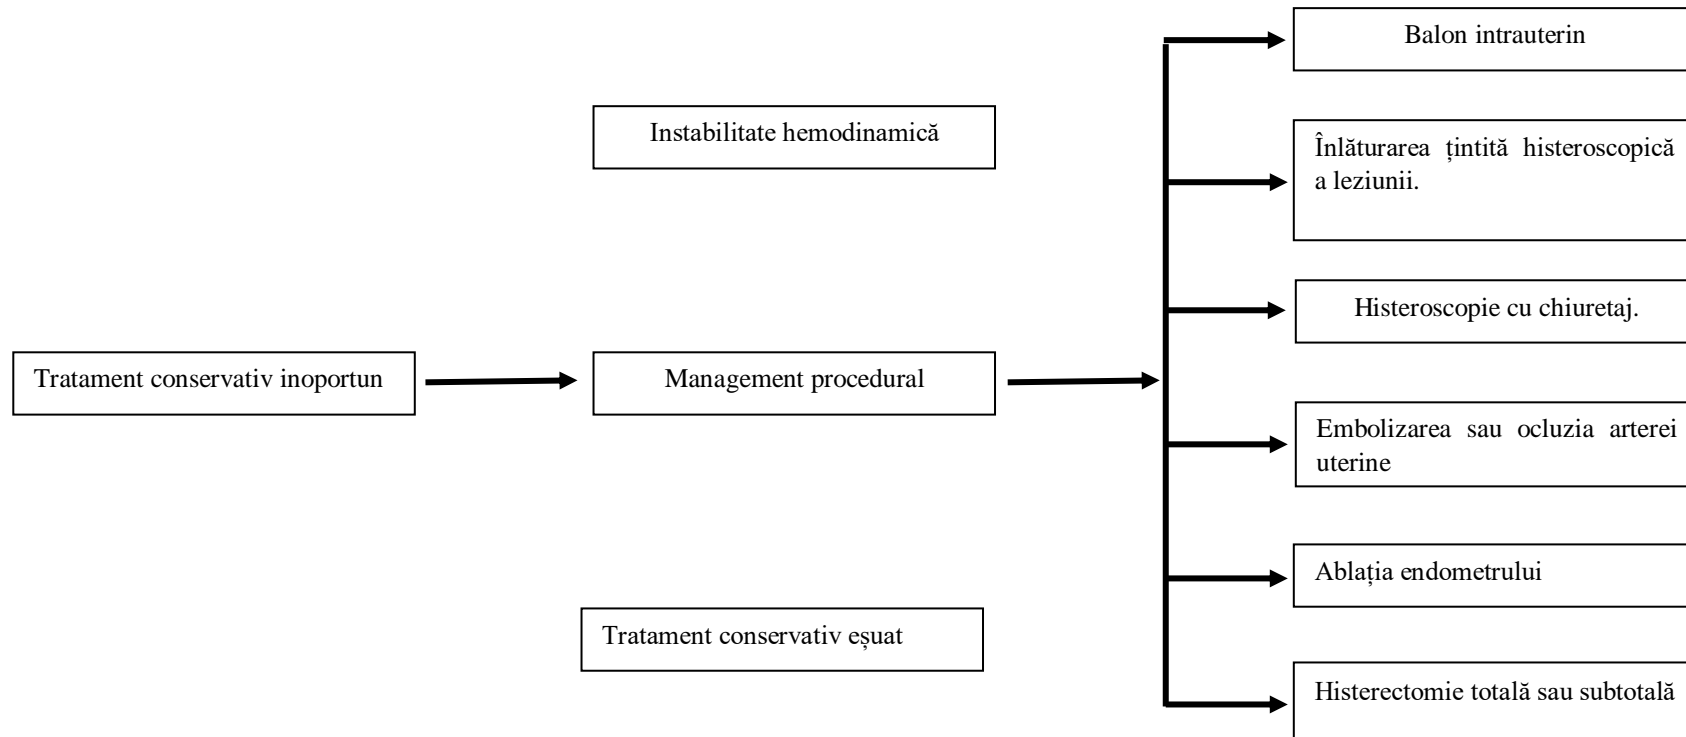 Balon intrauterin
Instabilitate hemodinamică
Înlăturarea țintită histeroscopică
a leziunii.
Histeroscopie cu chiuretaj.
Tratament conservativ inoportun
Management procedural
Embolizarea sau ocluzia arterei
uterine
Ablația endometrului
Tratament conservativ eșuat
Histerectomie totală sau subtotală